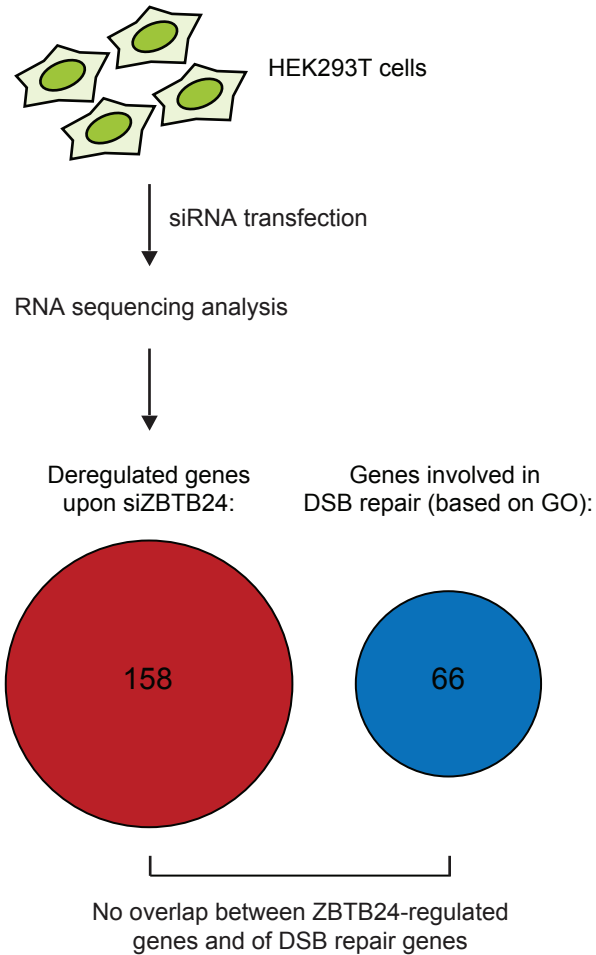 HEK293T cells
siRNA transfection
RNA sequencing analysis
Deregulated genes
upon siZBTB24:
Genes involved in
DSB repair (based on GO):
158
66
No overlap between ZBTB24-regulated
genes and of DSB repair genes